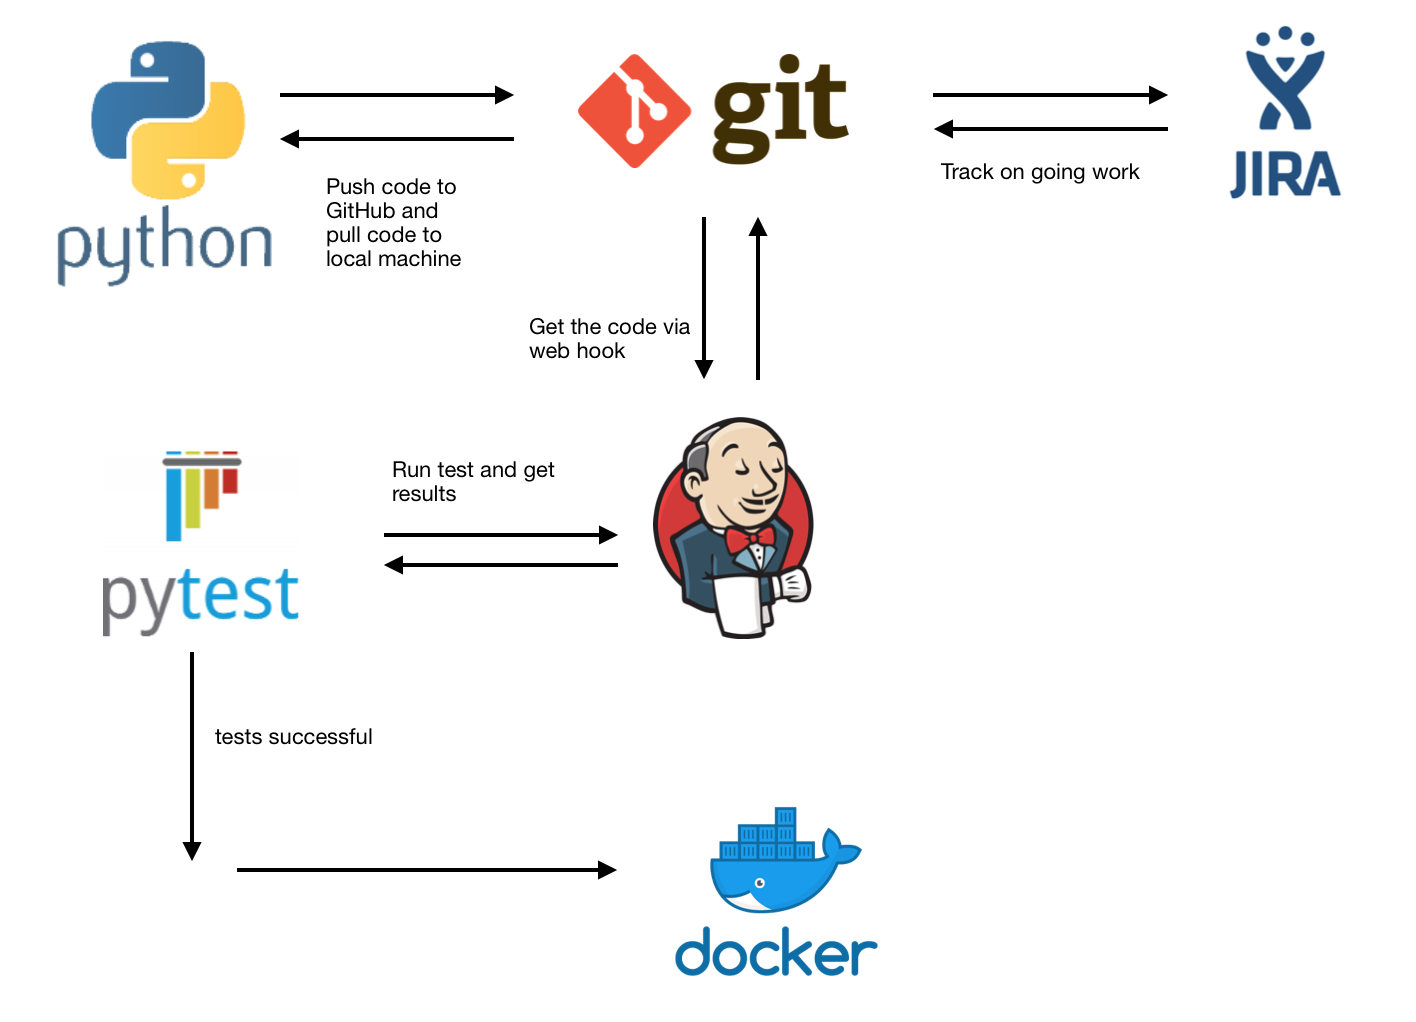 python
git
JIRA
Push code to
GitHub and
pull code to
local machine
Track on going work
Get the code via
web hook
pytest
Run test and get
results
tests successful
docker